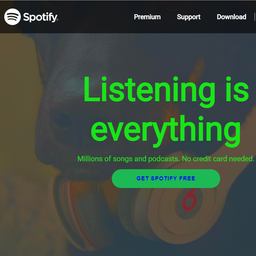 Spotify
Premium Support Download
Listening is
everything
Millions of songs and podcasts. No credit card needed.
GET SPOTIFY FREE